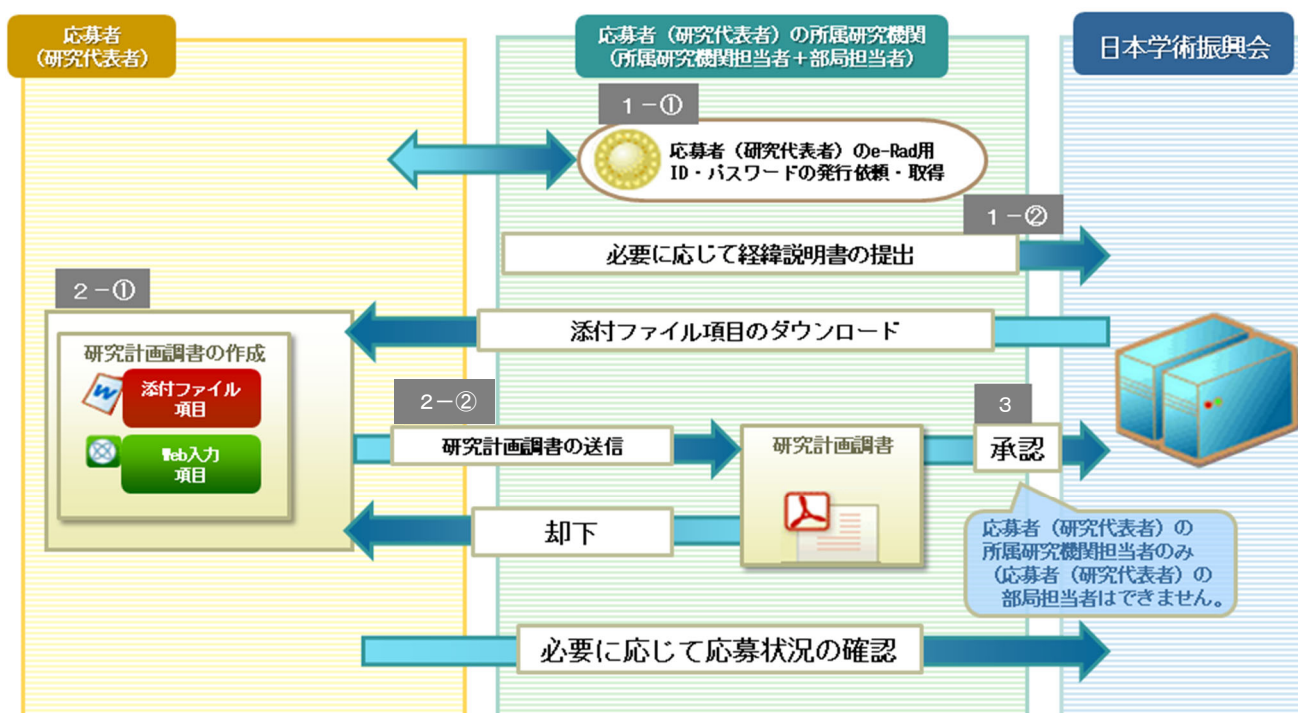 応募者
(研究代表者)
応募者(研究代表者)の所属研究機関
(所属研究機関担当者+部局担当者)
日本学術振興会
1-①
応募者(研究代表者)のe-Rad用
ID・パスワードの発行依頼・取得
1-②
必要に応じて経緯説明書の提出
2-①
添付ファイル項目のダウンロード
研究計画調書の作成
添付ファイル
項目
Web入力
項目
2-②
研究計画調書の送信
研究計画調書
3
承認
却下
応募者(研究代表者)の
所属研究機関担当者のみ
(応募者(研究代表者)の
部局担当者はできません。
必要に応じて応募状況の確認